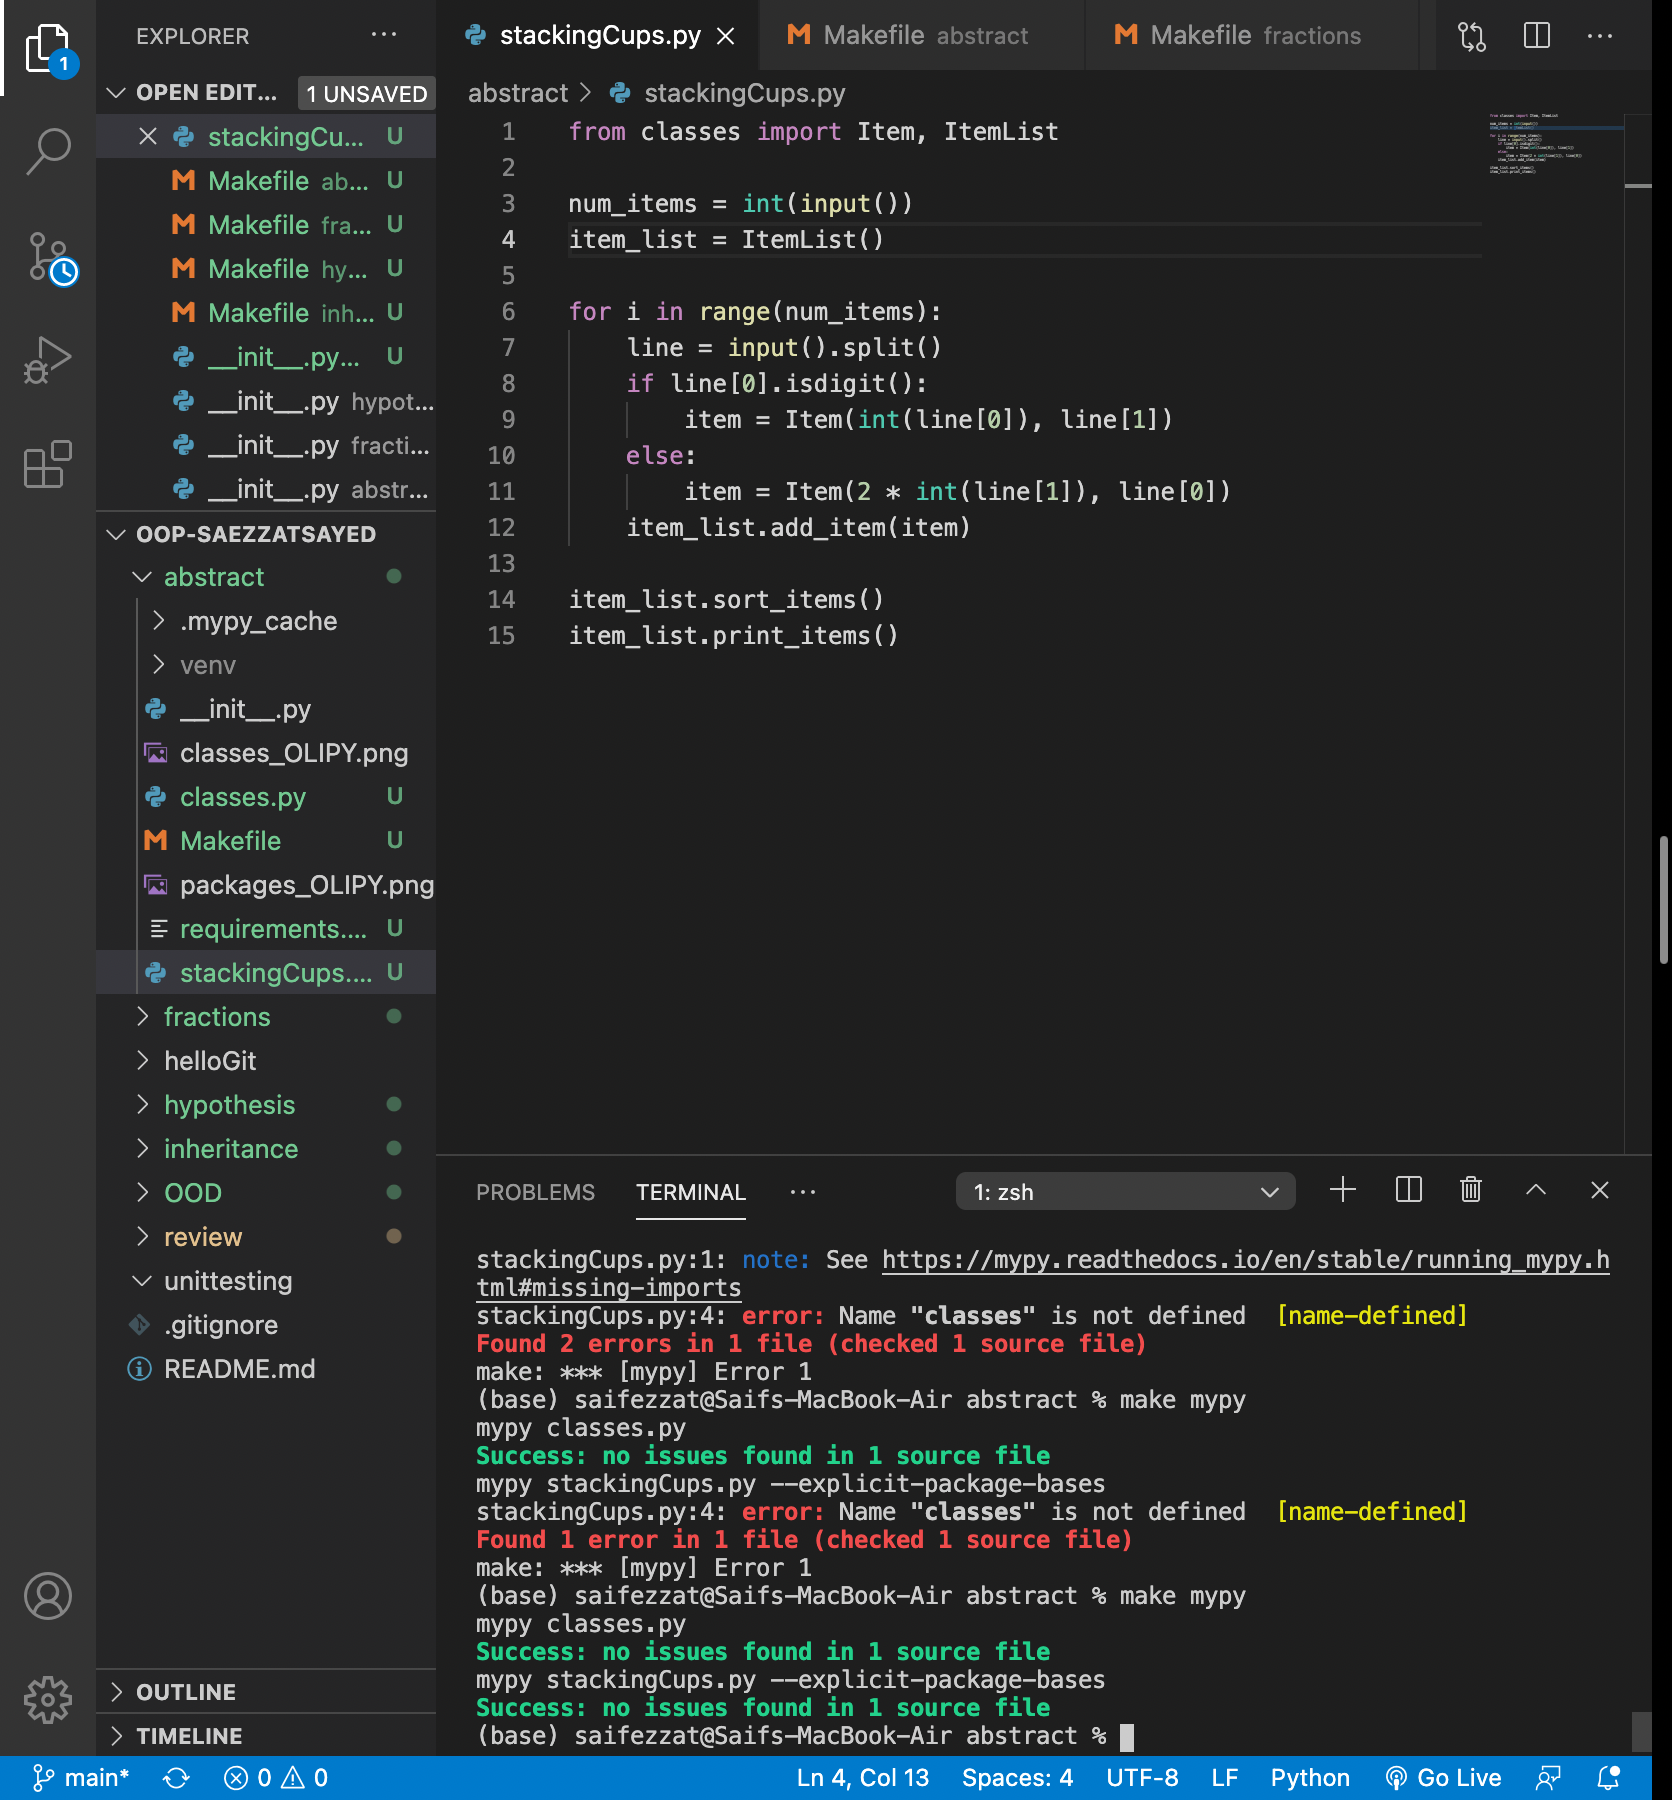 EXPLORER
OPEN EDIT... 1 UNSAVED
stackingCu... U
Makefile ab... U
Makefile fra... U
Makefile hy... U
Makefile inh... U
__init__.py... U
__init__.py hypot...
__init__.py fracti...
__init__.py abstr...
OOP-SAEZZATSAYED
abstract
.mypy_cache
venv
__init__.py
classes_OLIPY.png
classes.py U
Makefile U
packages_OLIPY.png
requirements.... U
stackingCups.... U
fractions
helloGit
hypothesis
inheritance
OOD
review
unittesting
.gitignore
README.md
OUTLINE
TIMELINE
1
stackingCups.py Makefile abstract Makefile fractions
abstract > stackingCups.py
1 from classes import Item, ItemList
2
3 num_items = int(input())
4 item_list = ItemList()
5
6 for i in range(num_items):
7 line = input().split()
8 if line[0].isdigit():
9 item = Item(int(line[0]), line[1])
10 else:
11 item = Item(2 * int(line[1]), line[0])
12 item_list.add_item(item)
13
14 item_list.sort_items()
15 item_list.print_items()
PROBLEMS TERMINAL ... 1: zsh
stackingCups.py:1: note: See https://mypy.readthedocs.io/en/stable/running_mypy.h
tml#missing-imports
stackingCups.py:4: error: Name "classes" is not defined [name-defined]
Found 2 errors in 1 file (checked 1 source file)
make: *** [mypy] Error 1
(base) saifezzat@Saifs-MacBook-Air abstract % make mypy
mypy classes.py
Success: no issues found in 1 source file
mypy stackingCups.py --explicit-package-bases
stackingCups.py:4: error: Name "classes" is not defined [name-defined]
Found 1 error in 1 file (checked 1 source file)
make: *** [mypy] Error 1
(base) saifezzat@Saifs-MacBook-Air abstract % make mypy
mypy classes.py
Success: no issues found in 1 source file
mypy stackingCups.py --explicit-package-bases
Success: no issues found in 1 source file
(base) saifezzat@Saifs-MacBook-Air abstract %
main* 0 0 Ln 4, Col 13 Spaces: 4 UTF-8 LF Python Go Live